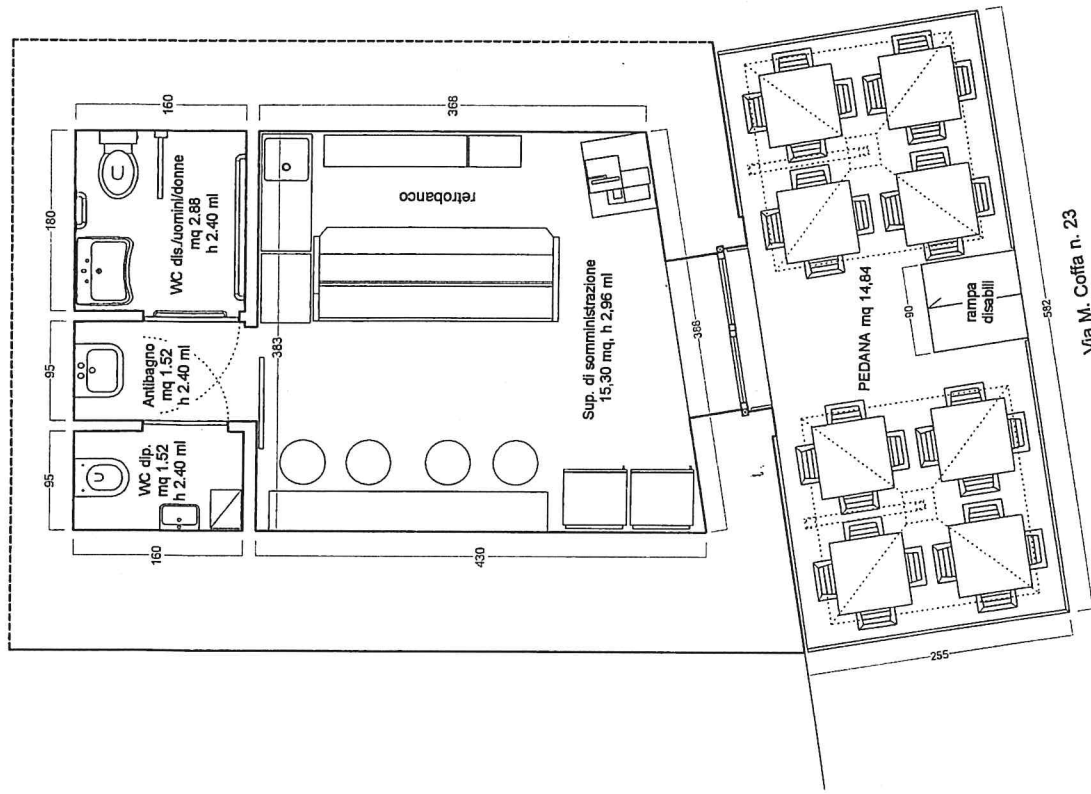 180
95
95
160
160
WC dis./uomini/donne
mq 2.88
h 2.40 ml
Antibagno
mq 1.52
h 2.40 ml
WC dip.
mq 1.52
h 2.40 ml
383
368
430
retrobanco
Sup. di somministrazione
15,30 mq, h 2,96 ml
388
PEDANA mq 14,84
90
rampa
disabili
582
255
Via M. Coffa n. 23